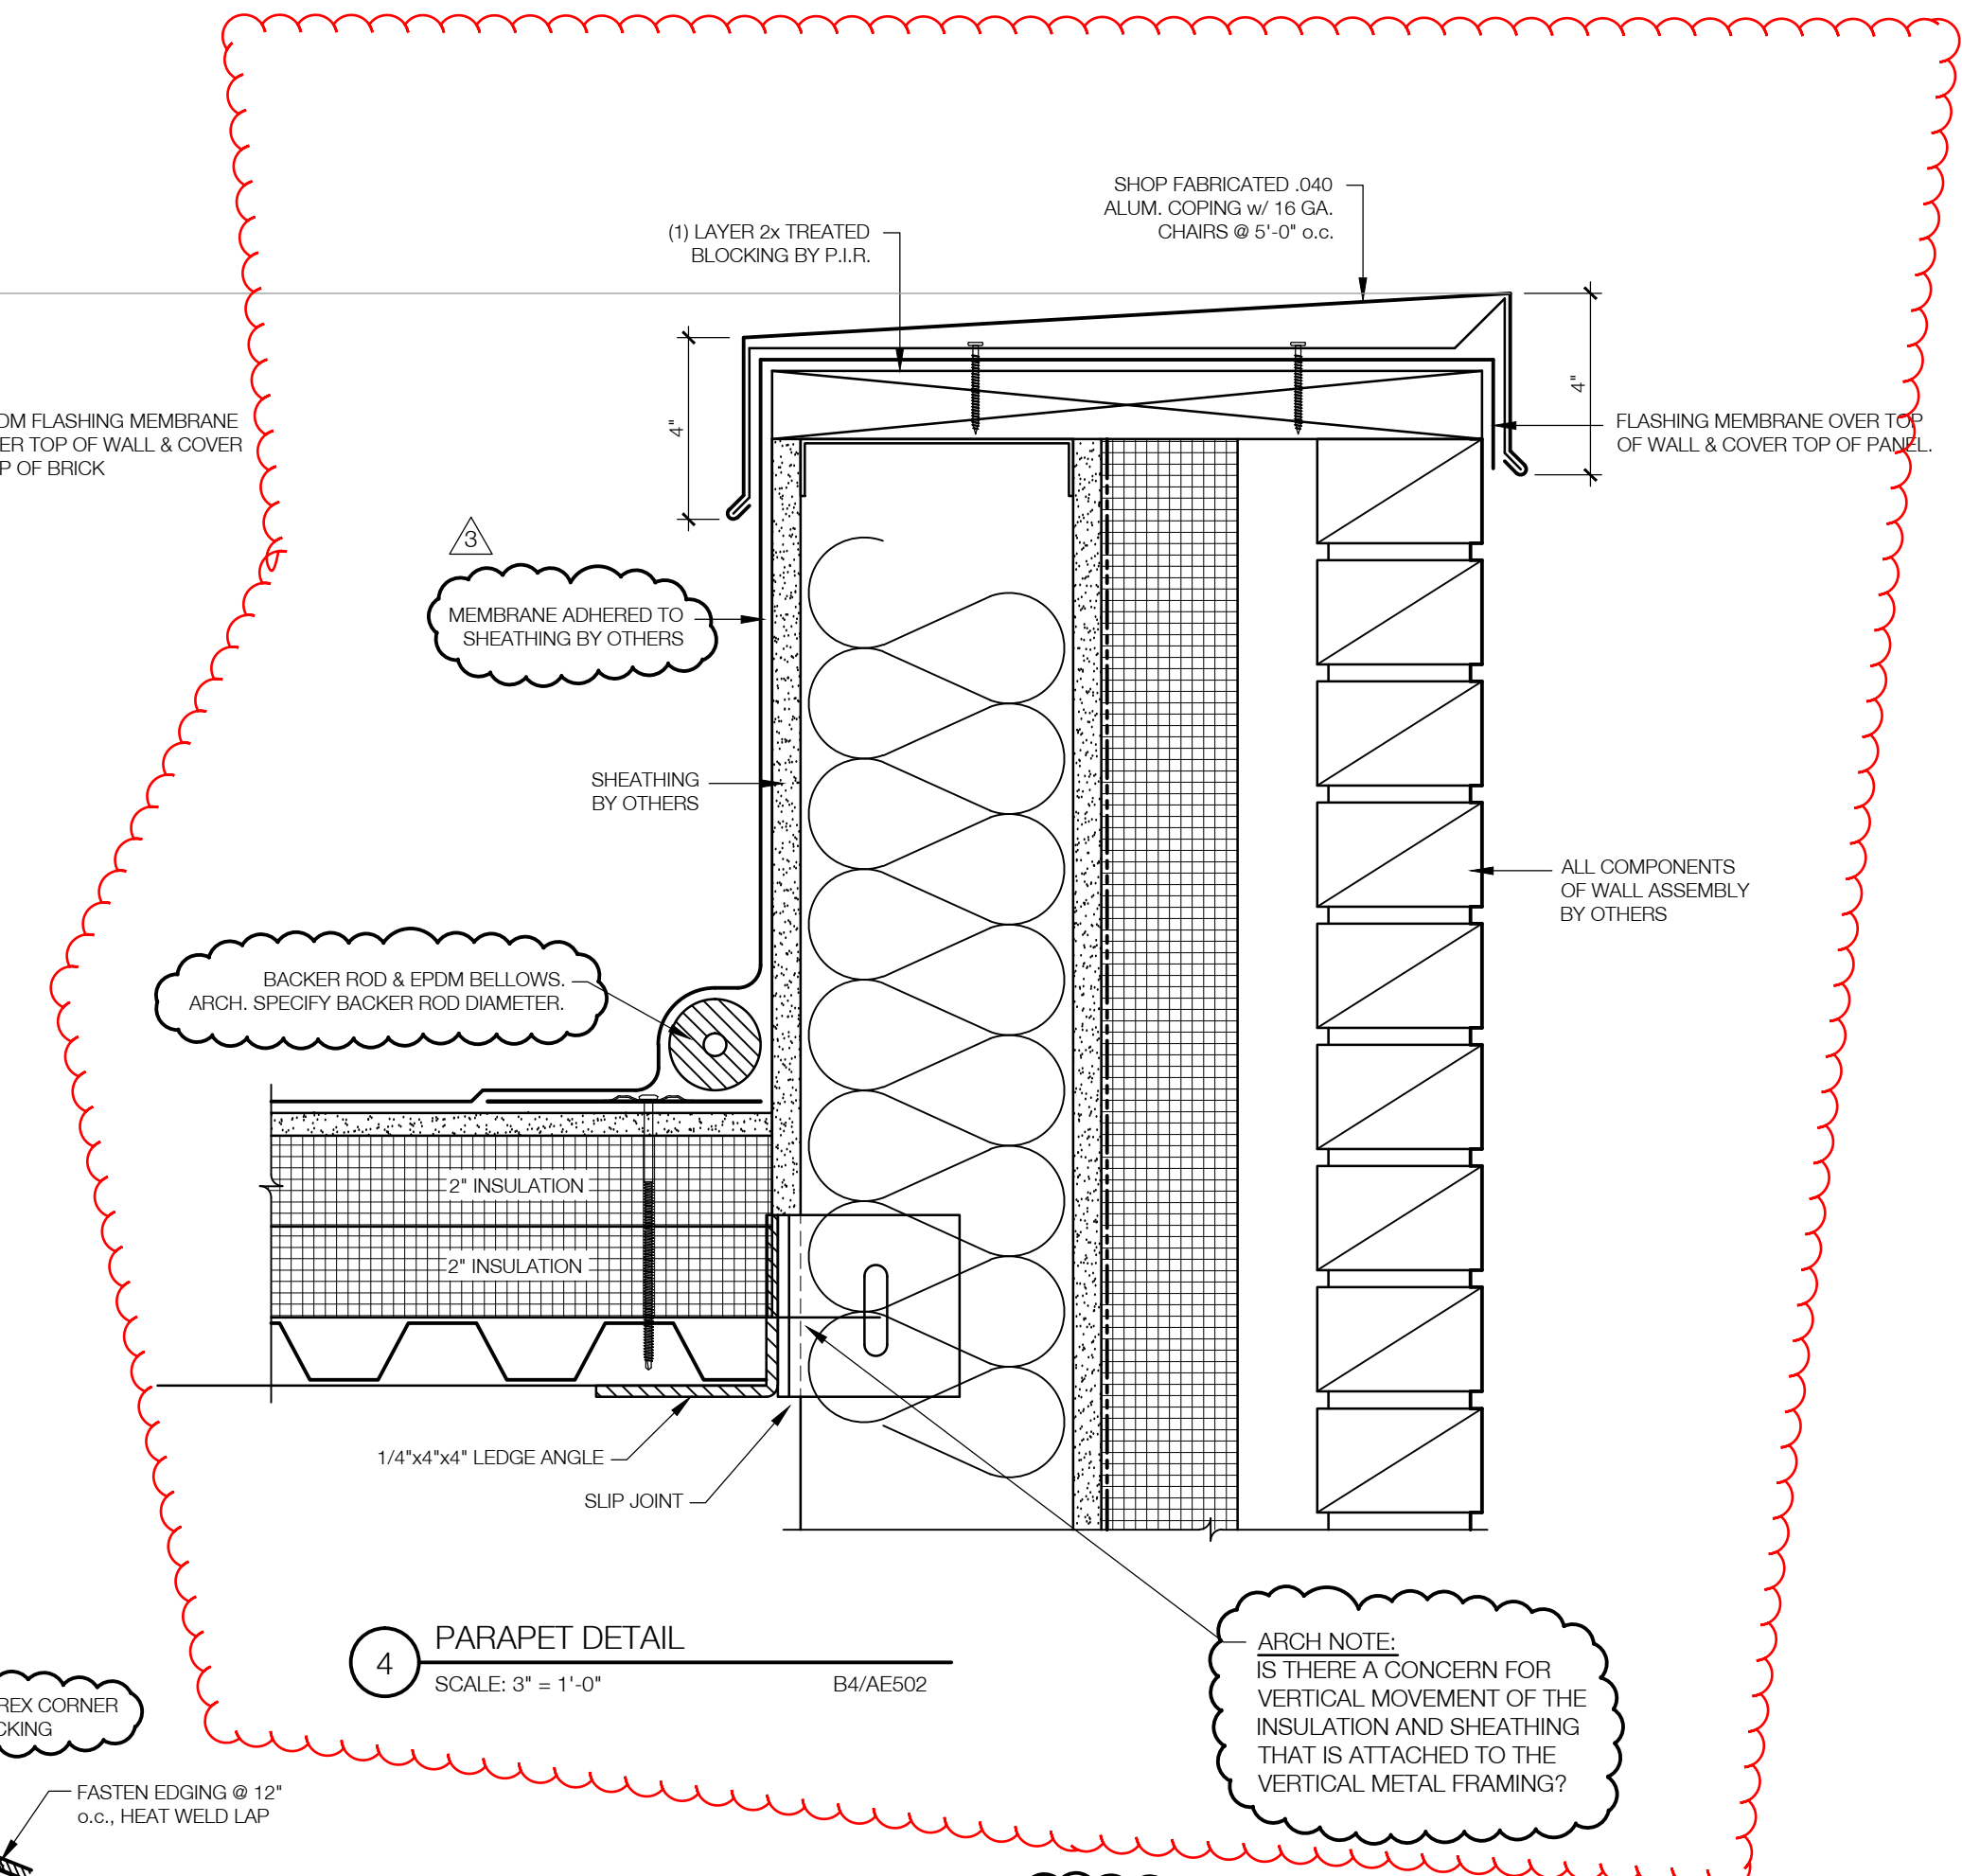 SHOP FABRICATED .040
ALUM. COPING w/ 16 GA.
CHAIRS @ 5'-0" o.c.
(1) LAYER 2x TREATED
BLOCKING BY P.I.R.
4"
4"
DM FLASHING MEMBRANE
ER TOP OF WALL & COVER
P OF BRICK
FLASHING MEMBRANE OVER TOP
OF WALL & COVER TOP OF PANEL.
3
MEMBRANE ADHERED TO
SHEATHING BY OTHERS
SHEATHING
BY OTHERS
ALL COMPONENTS
OF WALL ASSEMBLY
BY OTHERS
BACKER ROD & EPDM BELLOWS.
ARCH. SPECIFY BACKER ROD DIAMETER.
2" INSULATION
2" INSULATION
1/4"x4"x4" LEDGE ANGLE
SLIP JOINT
4
PARAPET DETAIL
SCALE: 3" = 1'-0"
B4/AE502
ARCH NOTE:
IS THERE A CONCERN FOR
VERTICAL MOVEMENT OF THE
INSULATION AND SHEATHING
THAT IS ATTACHED TO THE
VERTICAL METAL FRAMING?
REX CORNER
CKING
FASTEN EDGING @ 12"
o.c., HEAT WELD LAP